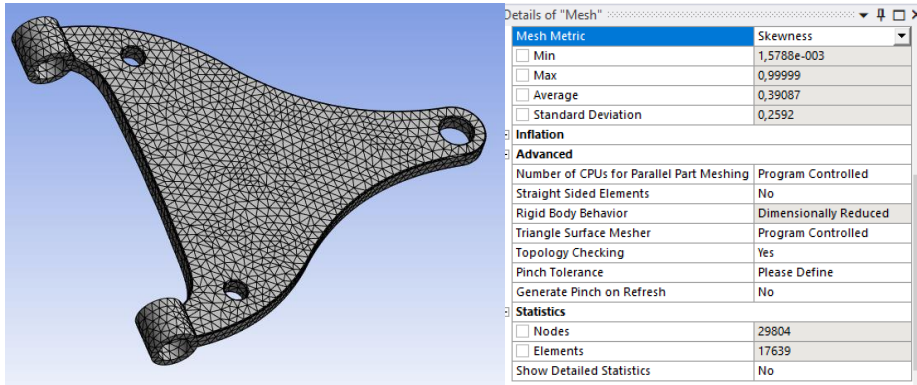 Details of "Mesh"
Mesh Metric Skewness
Min 1,5788e-003
Max 0,99999
Average 0,39087
Standard Deviation 0,2592
Inflation
Advanced
Number of CPUs for Parallel Part Meshing Program Controlled
Straight Sided Elements No
Rigid Body Behavior Dimensionally Reduced
Triangle Surface Mesher Program Controlled
Topology Checking Yes
Pinch Tolerance Please Define
Generate Pinch on Refresh No
Statistics
Nodes 29804
Elements 17639
Show Detailed Statistics No